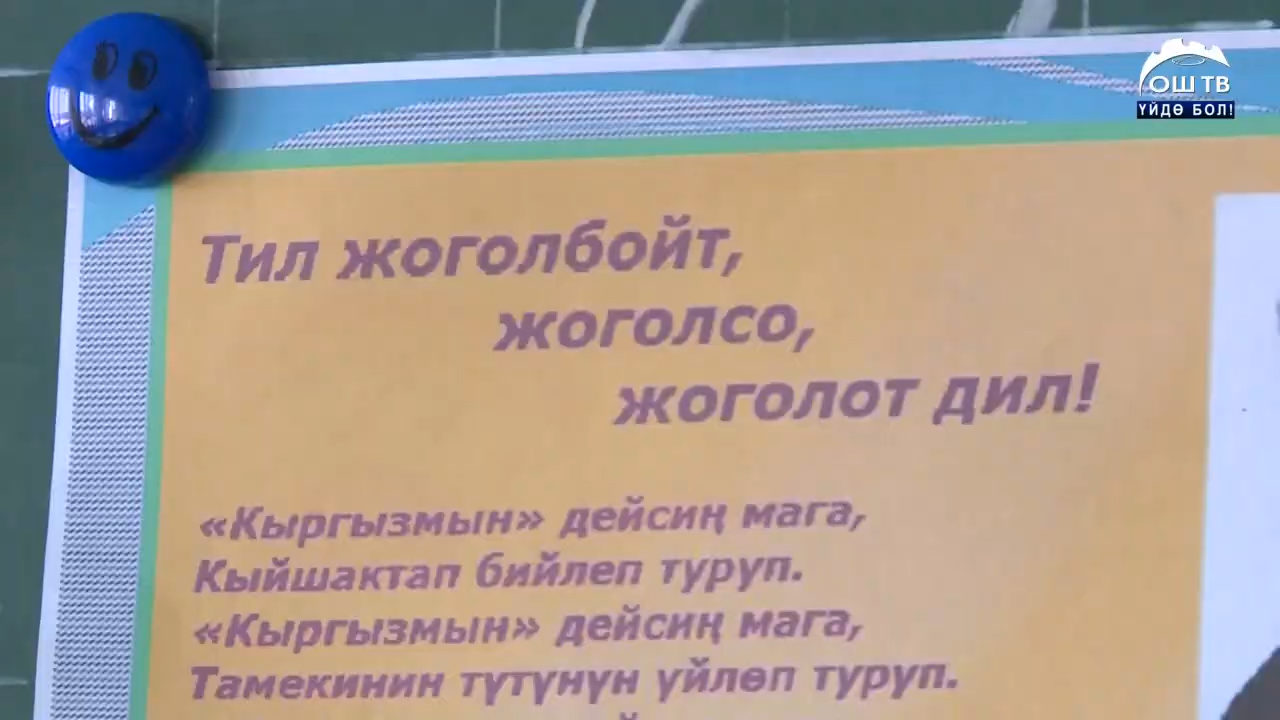 ОШ ТВ
ҮЙДӨ БОЛ!
Тил жоголбойт,
жоголсо,
жоголот дил!
«Кыргызмын» дейсиң мага,
Кыйшактап бийлеп туруп.
«Кыргызмын» дейсиң мага,
Тамекинин түтүнүн үйлөп туруп.